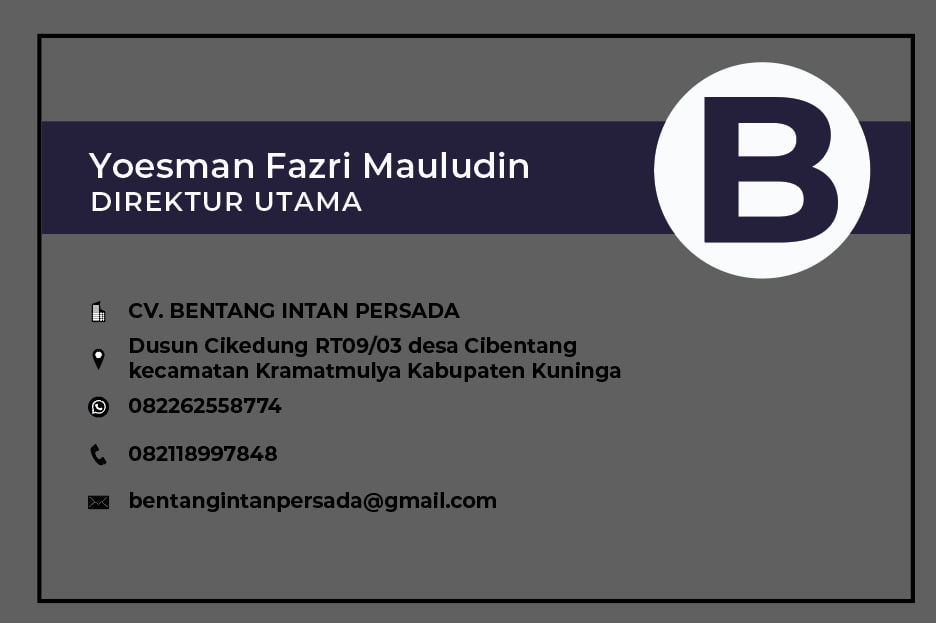 Yoesman Fazri Mauludin
DIREKTUR UTAMA
B
CV. BENTANG INTAN PERSADA
Dusun Cikedung RT09/03 desa Cibentang
kecamatan Kramatmulya Kabupaten Kuninga
082262558774
082118997848
bentangintanpersada@gmail.com